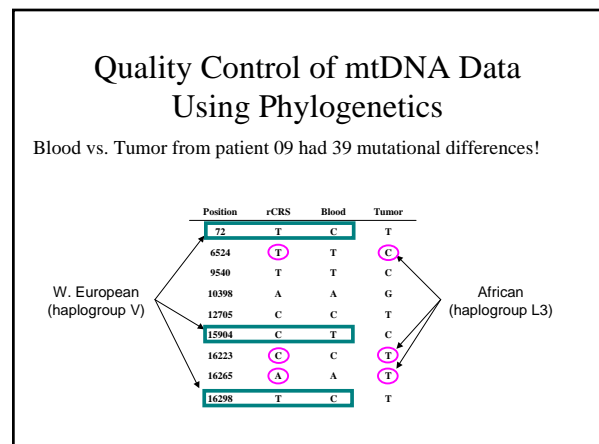 Quality Control of mtDNA Data
Using Phylogenetics
Blood vs. Tumor from patient 09 had 39 mutational differences!
Position rCRS Blood Tumor
72 T C T
6524 T T C
9540 T T C
10398 A A G
12705 C C T
15904 C T C
16223 C C T
16265 A A T
16298 T C T
W. European
(haplogroup V)
African
(haplogroup L3)